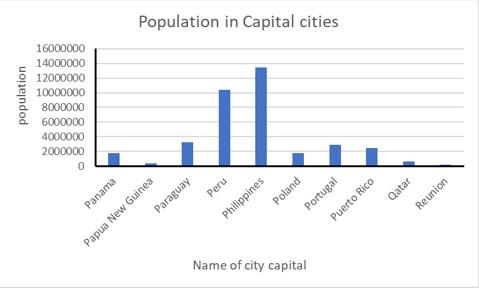 Population in Capital cities
population
16000000
14000000
12000000
10000000
8000000
6000000
4000000
2000000
0
Panama
Papua New Guinea
Paraguay
Peru
Philippines
Poland
Portugal
Puerto Rico
Qatar
Reunion
Name of city capital